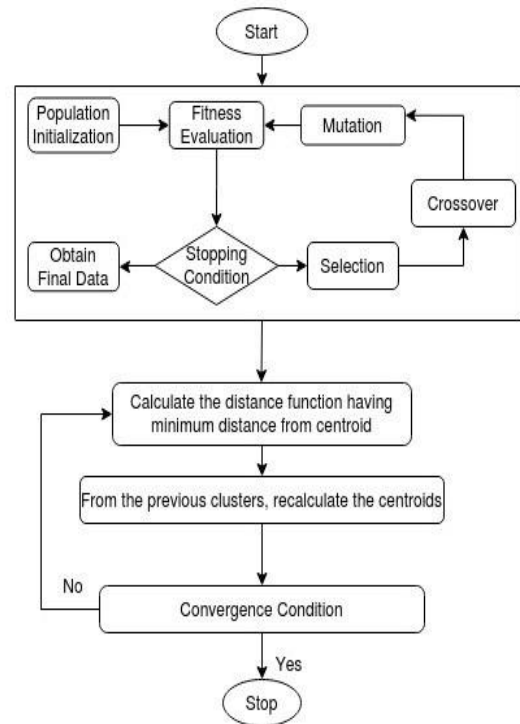 Start
Population
Initialization
Fitness
Evaluation
Mutation
Crossover
Obtain
Final Data
Stopping
Condition
Selection
Calculate the distance function having
minimum distance from centroid
From the previous clusters, recalculate the centroids
No
Convergence Condition
Yes
Stop